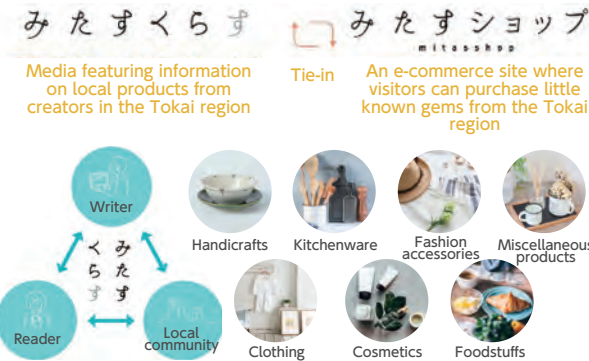 みたすくらす
みたすショップ
mitasshop
Media featuring information
on local products from
creators in the Tokai region
Tie-in
An e-commerce site where
visitors can purchase little
known gems from the Tokai
region
Writer
みたす
くらす
Reader
Local
community
Handicrafts
Kitchenware
Fashion
accessories
Miscellaneous
products
Clothing
Cosmetics
Foodstuffs